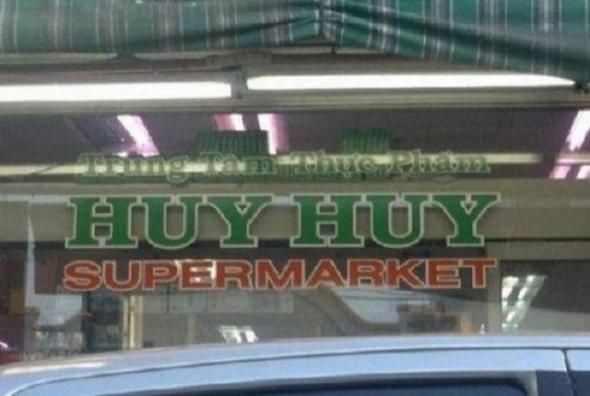 Trung Tâm Thực Phẩm
HUY HUY
SUPERMARKET